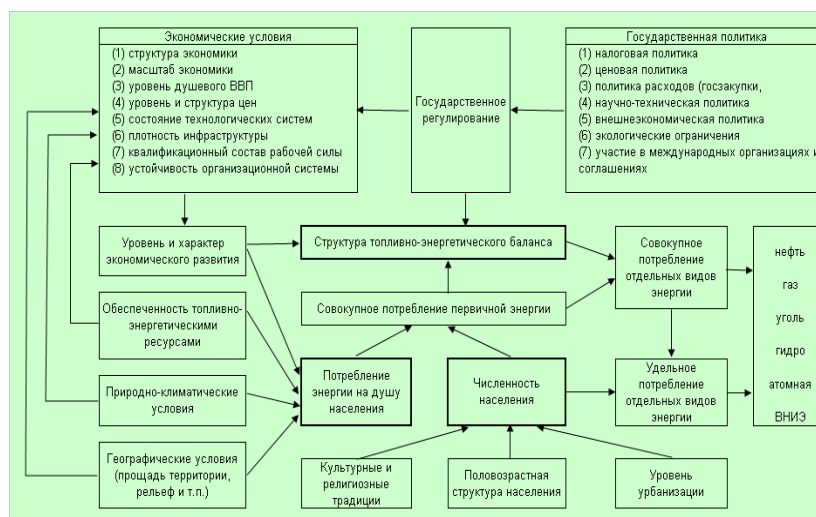 Экономические условия
(1) структура экономики
(2) масштаб экономики
(3) уровень душевого ВВП
(4) уровень и структура цен
(5) состояние технологических систем
(6) плотность инфраструктуры
(7) квалификационный состав рабочей силы
(8) устойчивость организационной системы
Государственное
регулирование
Государственная политика
(1) налоговая политика
(2) ценовая политика
(3) политика расходов (госзакупки,
(4) научно-техническая политика
(5) внешнеэкономическая политика
(6) экологические ограничения
(7) участие в международных организациях и
соглашениях
Уровень и характер
экономического развития
Структура топливно-энергетического баланса
Совокупное
потребление
отдельных видов
энергии
нефть
газ
уголь
гидро
атомная
ВНИЭ
Обеспеченность топливно-
энергетическими
ресурсами
Совокупное потребление первичной энергии
Природно-климатические
условия
Потребление
энергии на душу
населения
Численность
населения
Удельное
потребление
отдельных видов
энергии
Географические условия
(прощадь территории,
рельеф и т.п.)
Культурные и
религиозные
традиции
Половозрастная
структура населения
Уровень
урбанизации